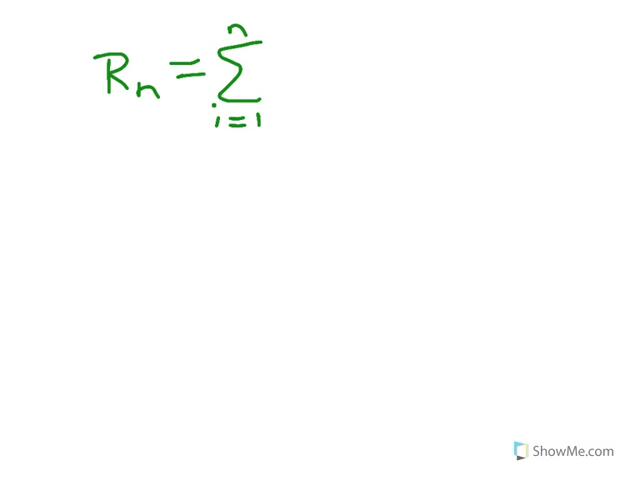 Rn = Σ n i = 1
ShowMe.com